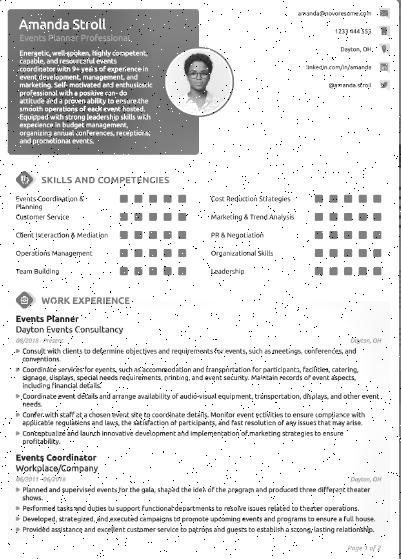 Amanda Stroll
Events Planner Professional
Energetic, well-spoken, highly competent,
capable, and resourceful events
coordinator with 9+ years of experience in
event development, management, and
marketing. Self- motivated and enthusiastic
professional with a positive can- do
attitude and a proven ability to ensure the
smooth operations of each event hosted.
Equipped with strong leadership skills with
experience in budget management,
organizing annual conferences, receptions,
and promotional events.
amanda@novoresume.com
1233 444 555
Dayton, OH
linkedin.com/in/amanda
@amanda.stroll
SKILLS AND COMPETENCIES
Events Coordination &
Planning
Cost Reduction Strategies
Customer Service
Marketing & Trend Analysis
Client Interaction & Mediation
PR & Negotiation
Operations Management
Organizational Skills
Team Building
Leadership
WORK EXPERIENCE
Events Planner
Dayton Events Consultancy
08/2018 - Present
Dayton, OH
Consult with clients to determine objectives and requirements for events, such as meetings, conferences, and
conventions.
Coordinate services for events, such as accommodation and transportation for participants, facilities, catering,
signage, displays, special needs requirements, printing, and event security. Maintain records of event aspects,
including financial details.
Coordinate event details and arrange availability of audio-visual equipment, transportation, displays, and other event
needs.
Confer with staff at a chosen event site to coordinate details. Monitor event activities to ensure compliance with
applicable regulations and laws, the satisfaction of participants, and fast resolution of any issues that may arise.
Conceptualize and launch innovative development and implementation of marketing strategies to ensure
profitability.
Events Coordinator
Workplace/Company
06/2011 - 06/2018
Dayton, OH
Planned and supervised events for the gala, shaped the idea of the program and produced three different theater
shows.
Performed tasks and duties to support functional departments to resolve issues related to theater operations.
Developed, strategized, and executed campaigns to promote upcoming events and programs to ensure a full house.
Provided assistance and excellent customer service to patrons and guests to establish a strong, lasting relationship.
Page 1 of 2